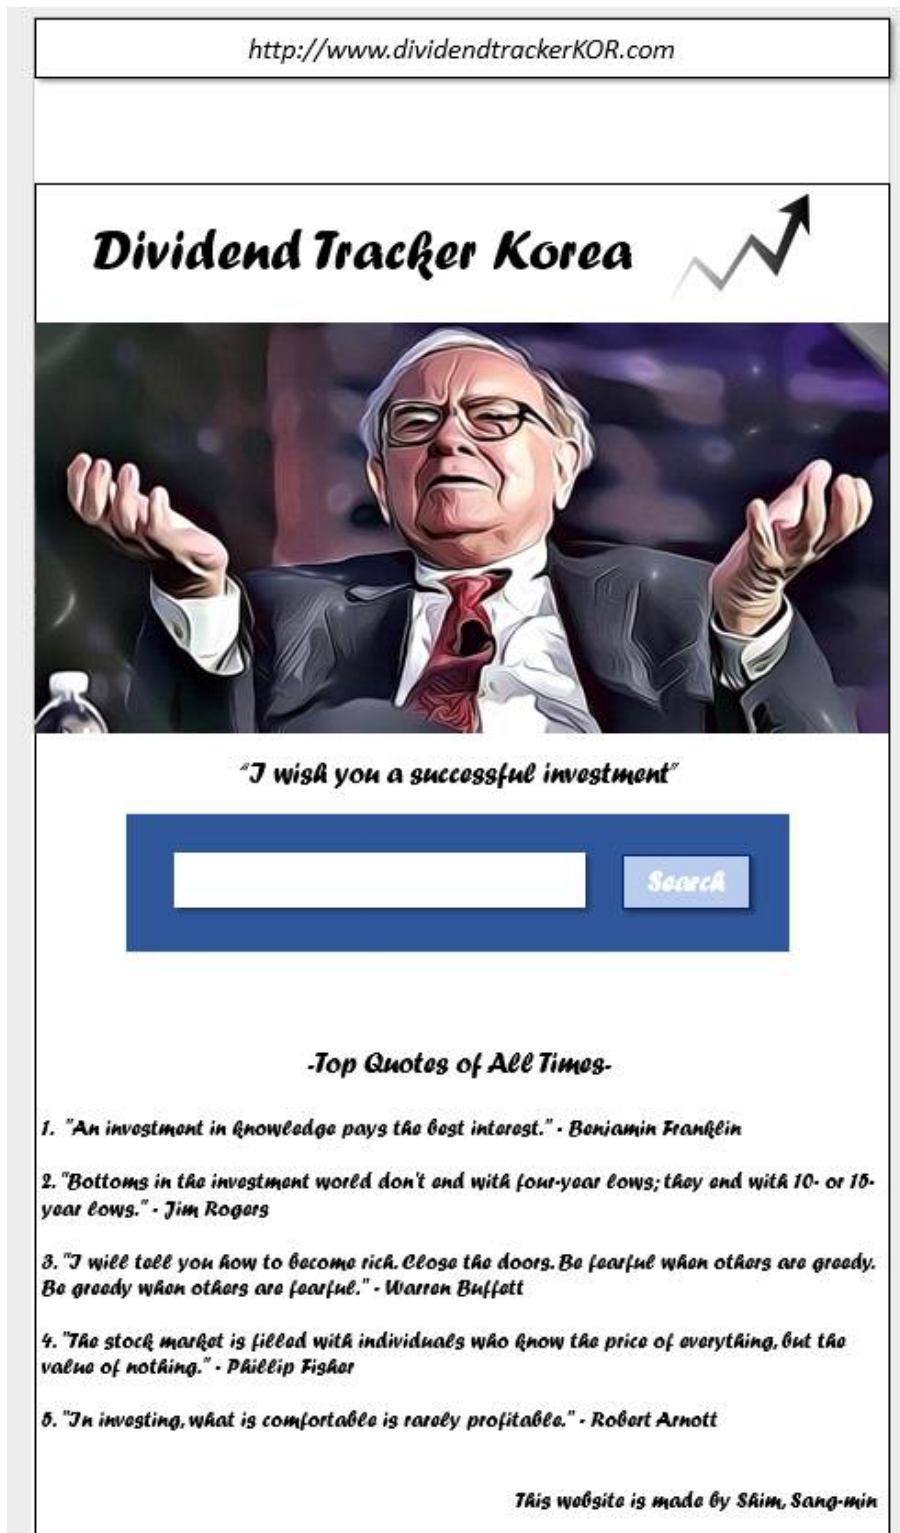 http://www.dividendtrackerKOR.com
Dividend Tracker Korea
"I wish you a successful investment"
Search
-Top Quotes of All Times-
1. "An investment in knowledge pays the best interest." - Benjamin Franklin
2. "Bottoms in the investment world don't end with four-year lows; they end with 10- or 15-
year lows." - Jim Rogers
3. "I will tell you how to become rich. Close the doors. Be fearful when others are greedy.
Be greedy when others are fearful." - Warren Buffett
4. "The stock market is filled with individuals who know the price of everything, but the
value of nothing." - Phillip Fisher
5. "In investing, what is comfortable is rarely profitable." - Robert Arnott
This website is made by Shim, Sang-min